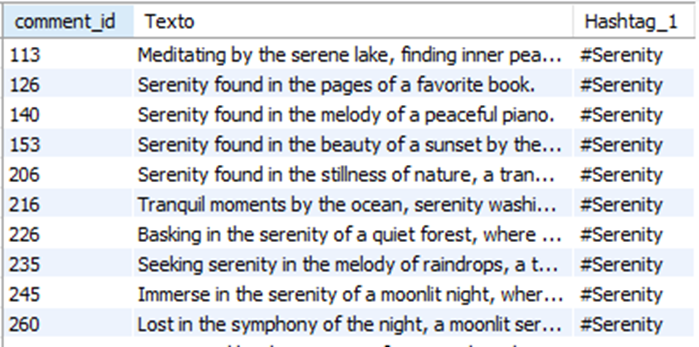 comment_id Texto Hashtag_1
113 Meditating by the serene lake, finding inner pea... #Serenity
126 Serenity found in the pages of a favorite book. #Serenity
140 Serenity found in the melody of a peaceful piano. #Serenity
153 Serenity found in the beauty of a sunset by the... #Serenity
206 Serenity found in the stillness of nature, a tran... #Serenity
216 Tranquil moments by the ocean, serenity washi... #Serenity
226 Basking in the serenity of a quiet forest, where ... #Serenity
235 Seeking serenity in the melody of raindrops, a t... #Serenity
245 Immerse in the serenity of a moonlit night, wher... #Serenity
260 Lost in the symphony of the night, a moonlit ser... #Serenity